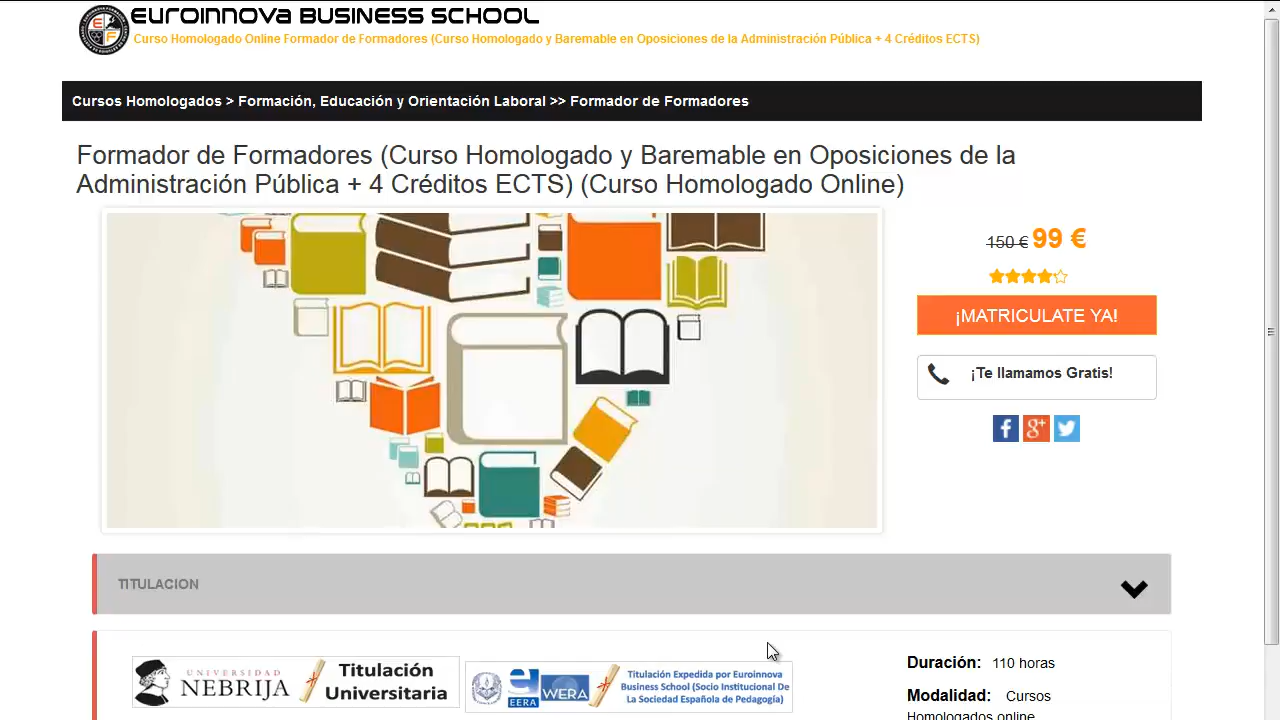 EUROINNOVA BUSINESS SCHOOL
Curso Homologado Online Formador de Formadores (Curso Homologado y Baremable en Oposiciones de la Administración Pública + 4 Créditos ECTS)
Cursos Homologados > Formación, Educación y Orientación Laboral >> Formador de Formadores
Formador de Formadores (Curso Homologado y Baremable en Oposiciones de la
Administración Pública + 4 Créditos ECTS) (Curso Homologado Online)
150 € 99 €
¡MATRICULATE YA!
¡Te llamamos Gratis!
TITULACION
UNIVERSIDAD
NEBRIJA
Titulación
Universitaria
EERA
WERA
Titulación Expedida por Euroinnova
Business School (Socio Institucional De
La Sociedad Española de Pedagogía)
Duración: 110 horas
Modalidad: Cursos
Homologados online